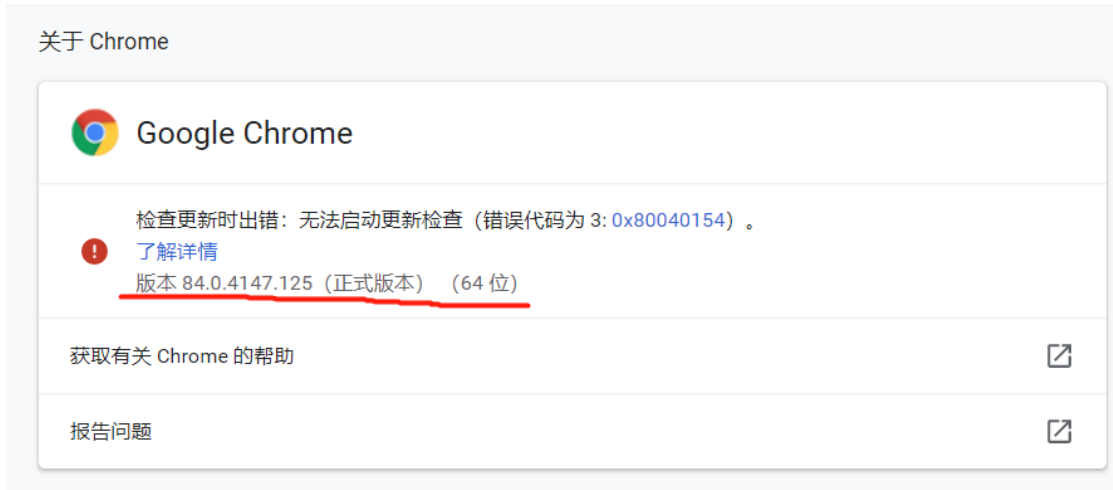 关于 Chrome
Google Chrome
检查更新时出错：无法启动更新检查（错误代码为 3: 0x80040154）。
了解详情
版本 84.0.4147.125（正式版本） （64 位）
获取有关 Chrome 的帮助
报告问题